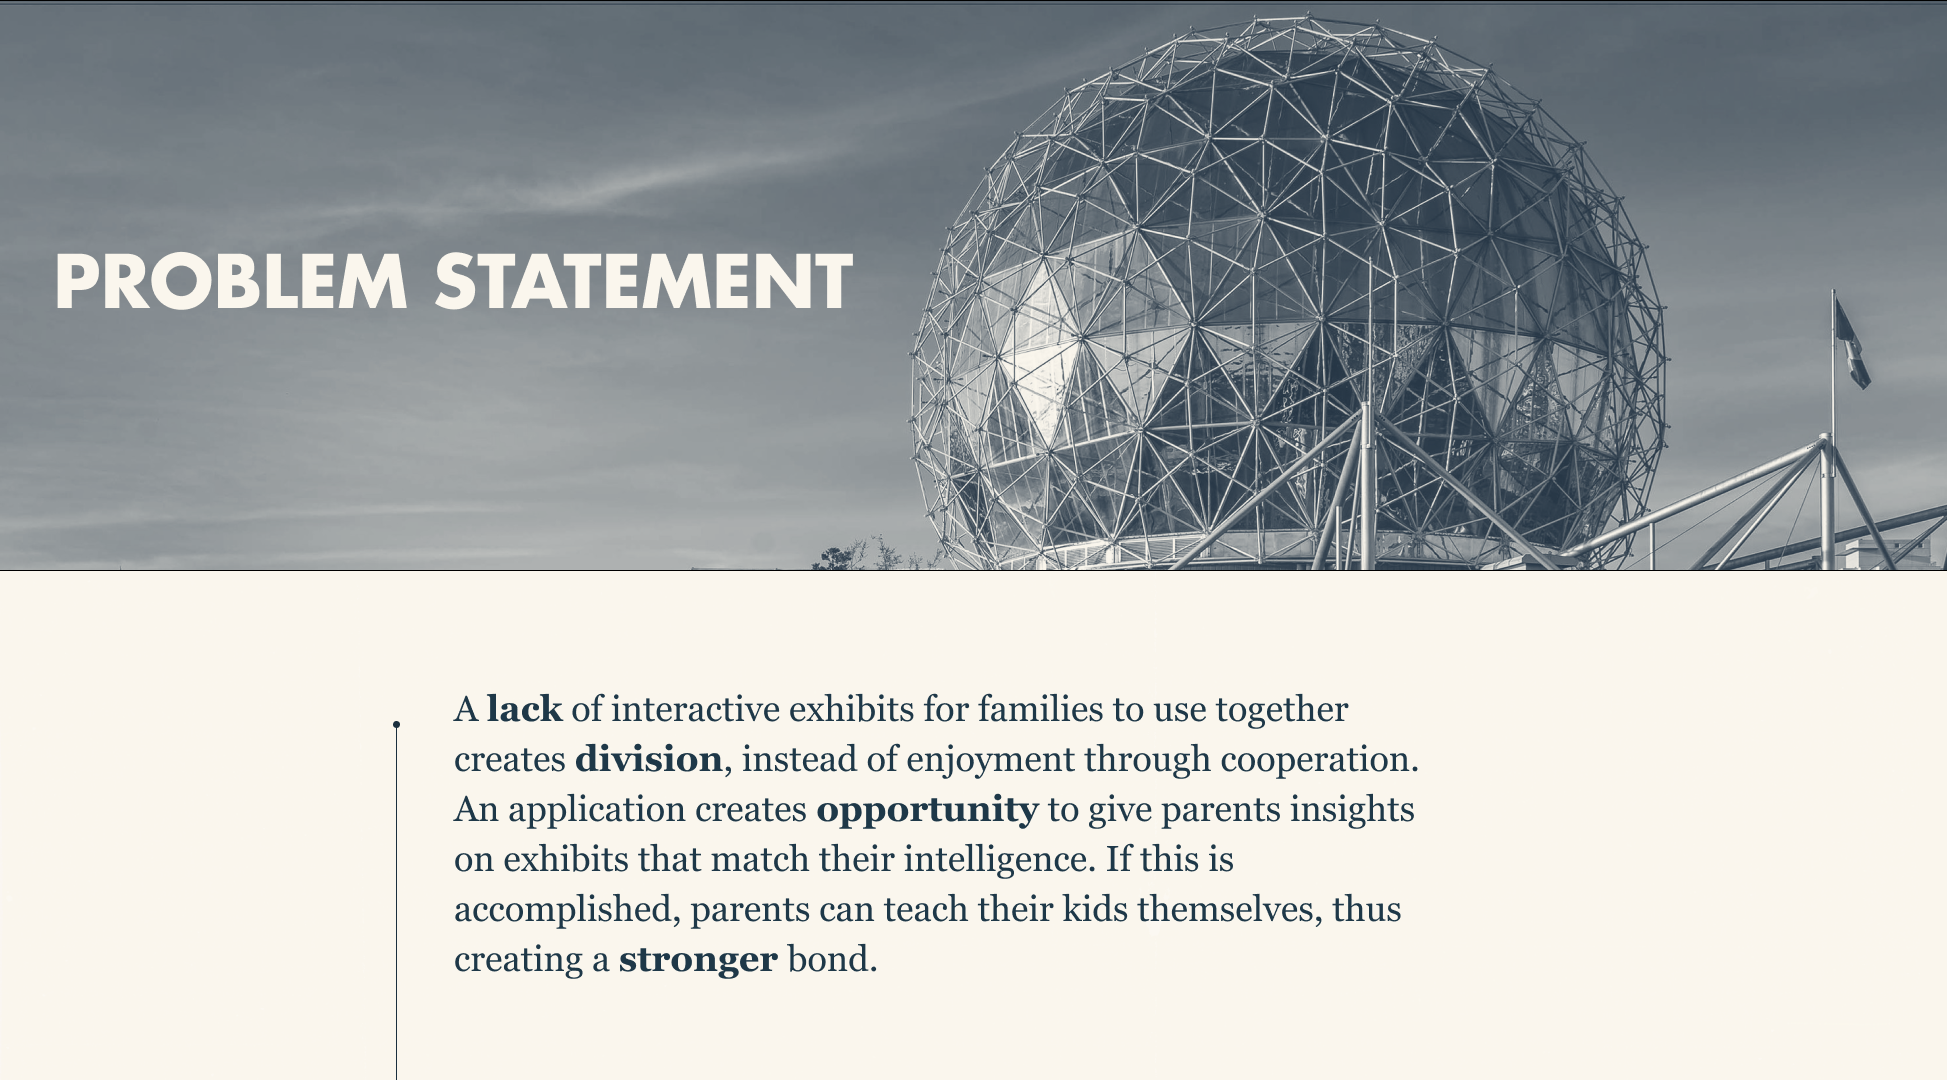 PROBLEM STATEMENT
A lack of interactive exhibits for families to use together
creates division, instead of enjoyment through cooperation.
An application creates opportunity to give parents insights
on exhibits that match their intelligence. If this is
accomplished, parents can teach their kids themselves, thus
creating a stronger bond.